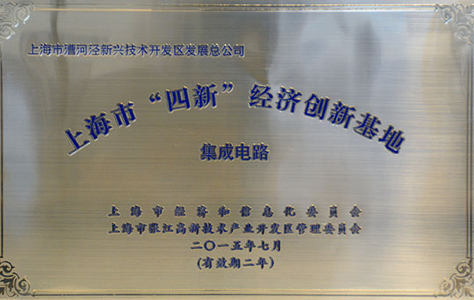 上海市漕河泾新兴技术开发区发展总公司
上海市“四新”经济创新基地
集成电路
上海市经济和信息化委员会
上海市张江高新技术产业开发区管理委员会
二〇一五年七月
(有效期二年)